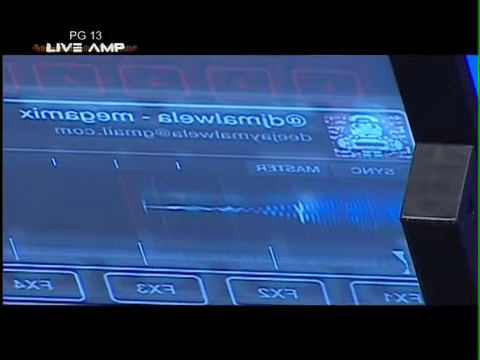 PG 13
LIVE AMP
@djmalwela - megamix
deejaymalwela@gmail.com
SYNC MASTER
FX1 FX2 FX3 FX4